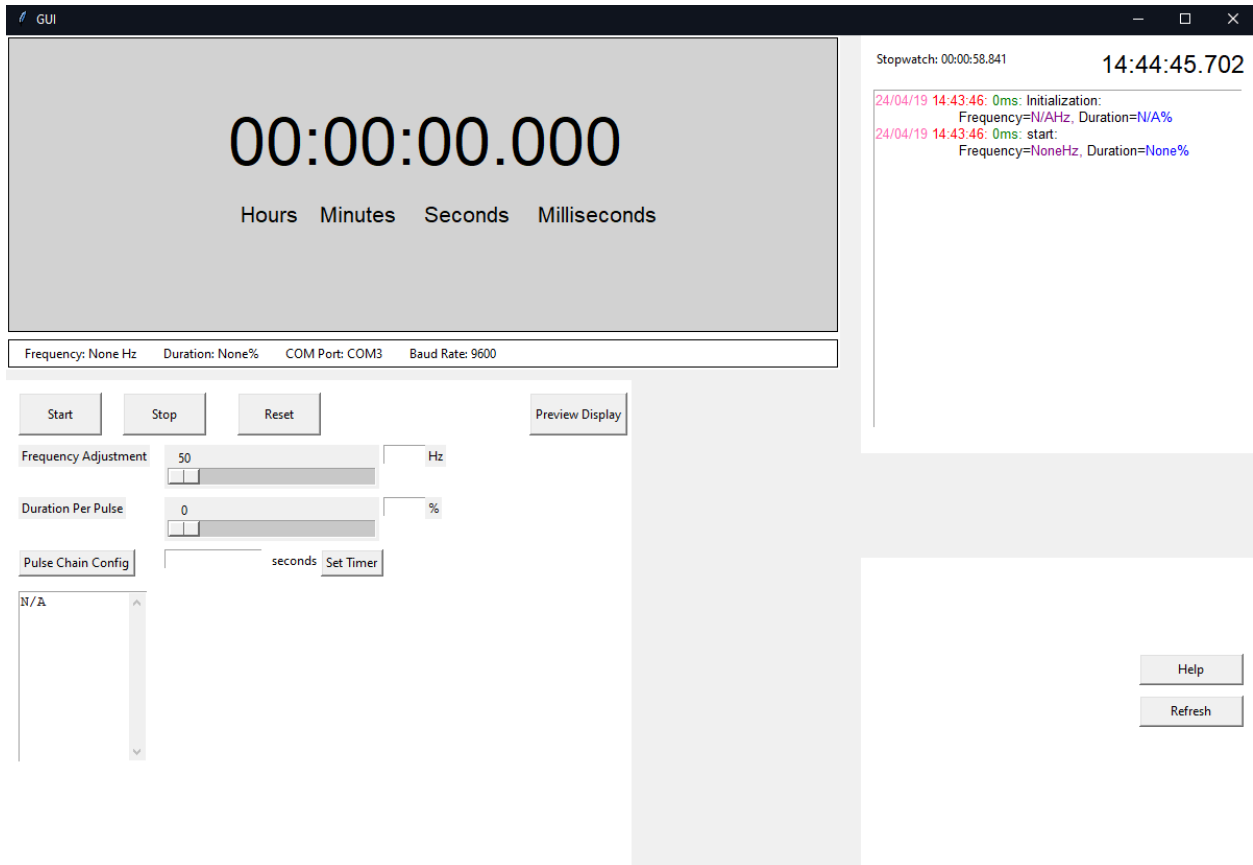 GUI
00:00:00.000
Hours Minutes Seconds Milliseconds
Frequency: None Hz Duration: None% COM Port: COM3 Baud Rate: 9600
Start Stop Reset Preview Display
Frequency Adjustment 50 Hz
Duration Per Pulse 0 %
Pulse Chain Config seconds Set Timer
N/A
Stopwatch: 00:00:58.841 14:44:45.702
24/04/19 14:43:46: 0ms: Initialization:
Frequency=N/AHz, Duration=N/A%
24/04/19 14:43:46: 0ms: start:
Frequency=NoneHz, Duration=None%
Help
Refresh